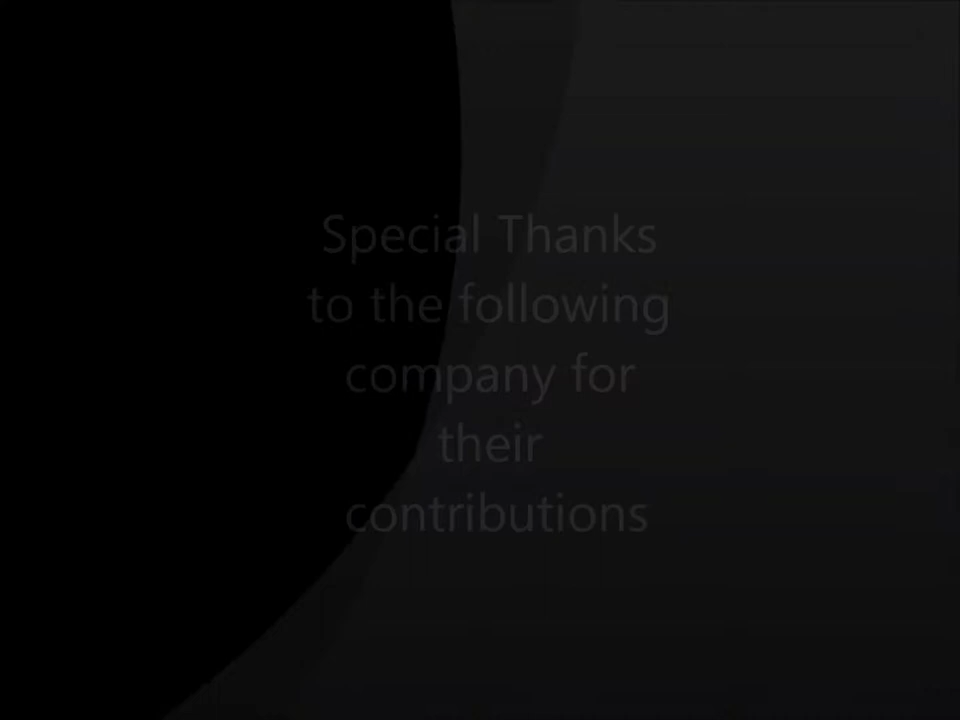 Special Thanks
to the following
company for
their
contributions